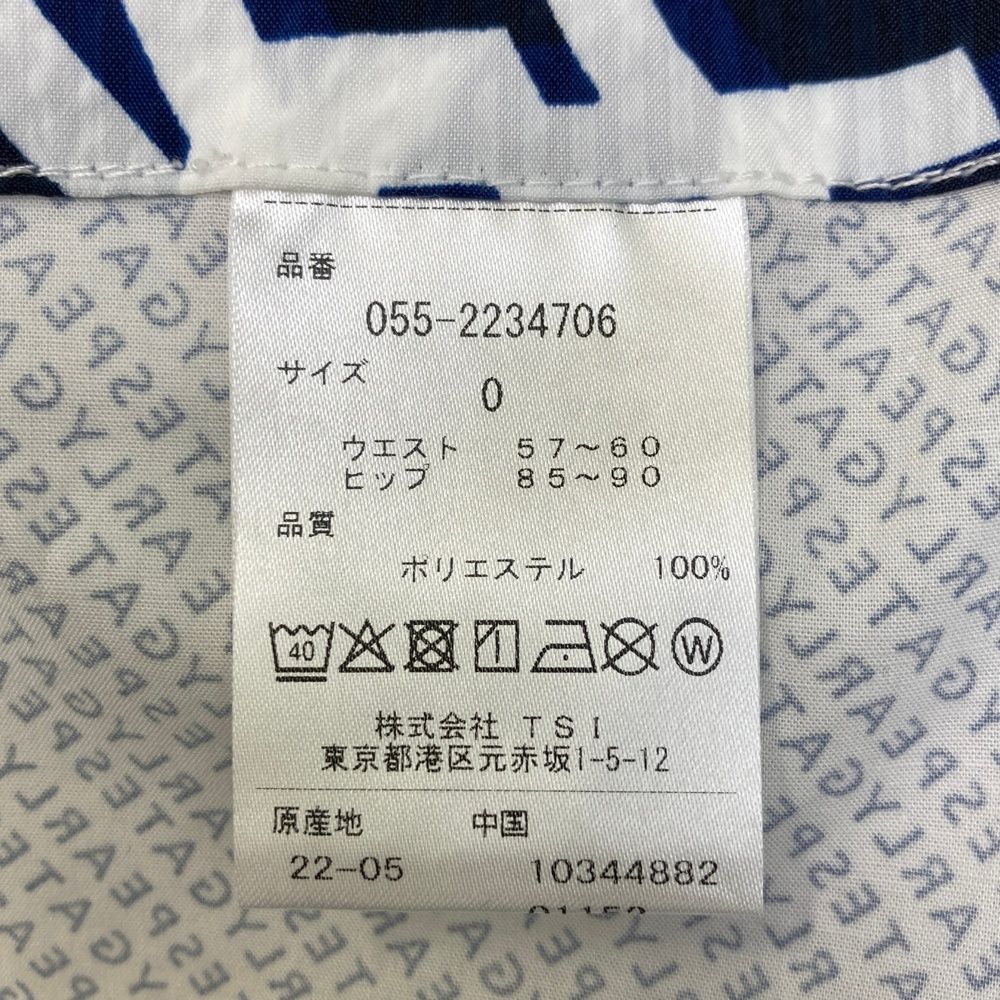 品番
055-2234706
サイズ
0
ウエスト 57～60
ヒップ 85～90
品質
ポリエステル 100%
40
1
W
株式会社 TSI
東京都港区元赤坂1-5-12
原産地 中国
22-05 10344882